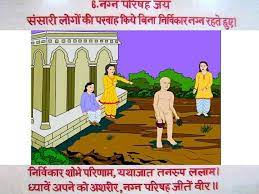 6.नग्न परिषह जय
संसारी लोगों की परवाह किये बिना निर्विकार नग्न रहते हुए।
निर्विकार शोभे परिणाम, यथाजात तनरुप ललाम।
ध्यावें अपने को अशरीर, नग्न परिषह जीतें वीर॥